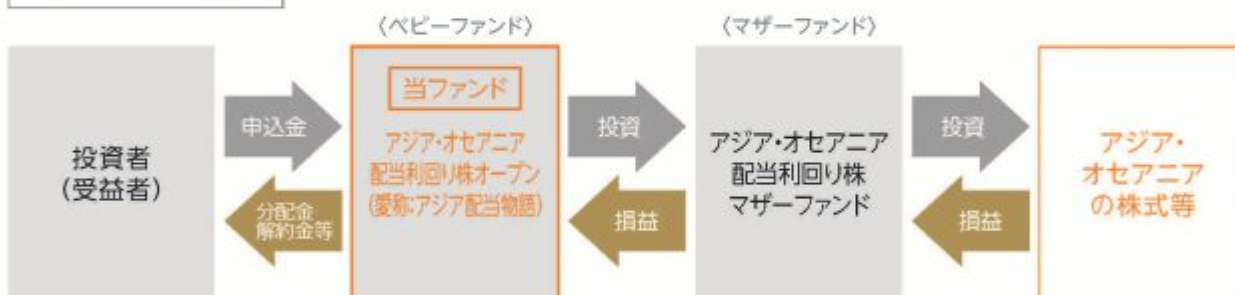 〈ベビーファンド〉
〈マザーファンド〉
投資者
(受益者)
申込金
分配金
解約金等
当ファンド
アジア・オセアニア
配当利回り株オープン
(愛称:アジア配当物語)
投資
損益
アジア・オセアニア
配当利回り株
マザーファンド
投資
損益
アジア・
オセアニア
の株式等